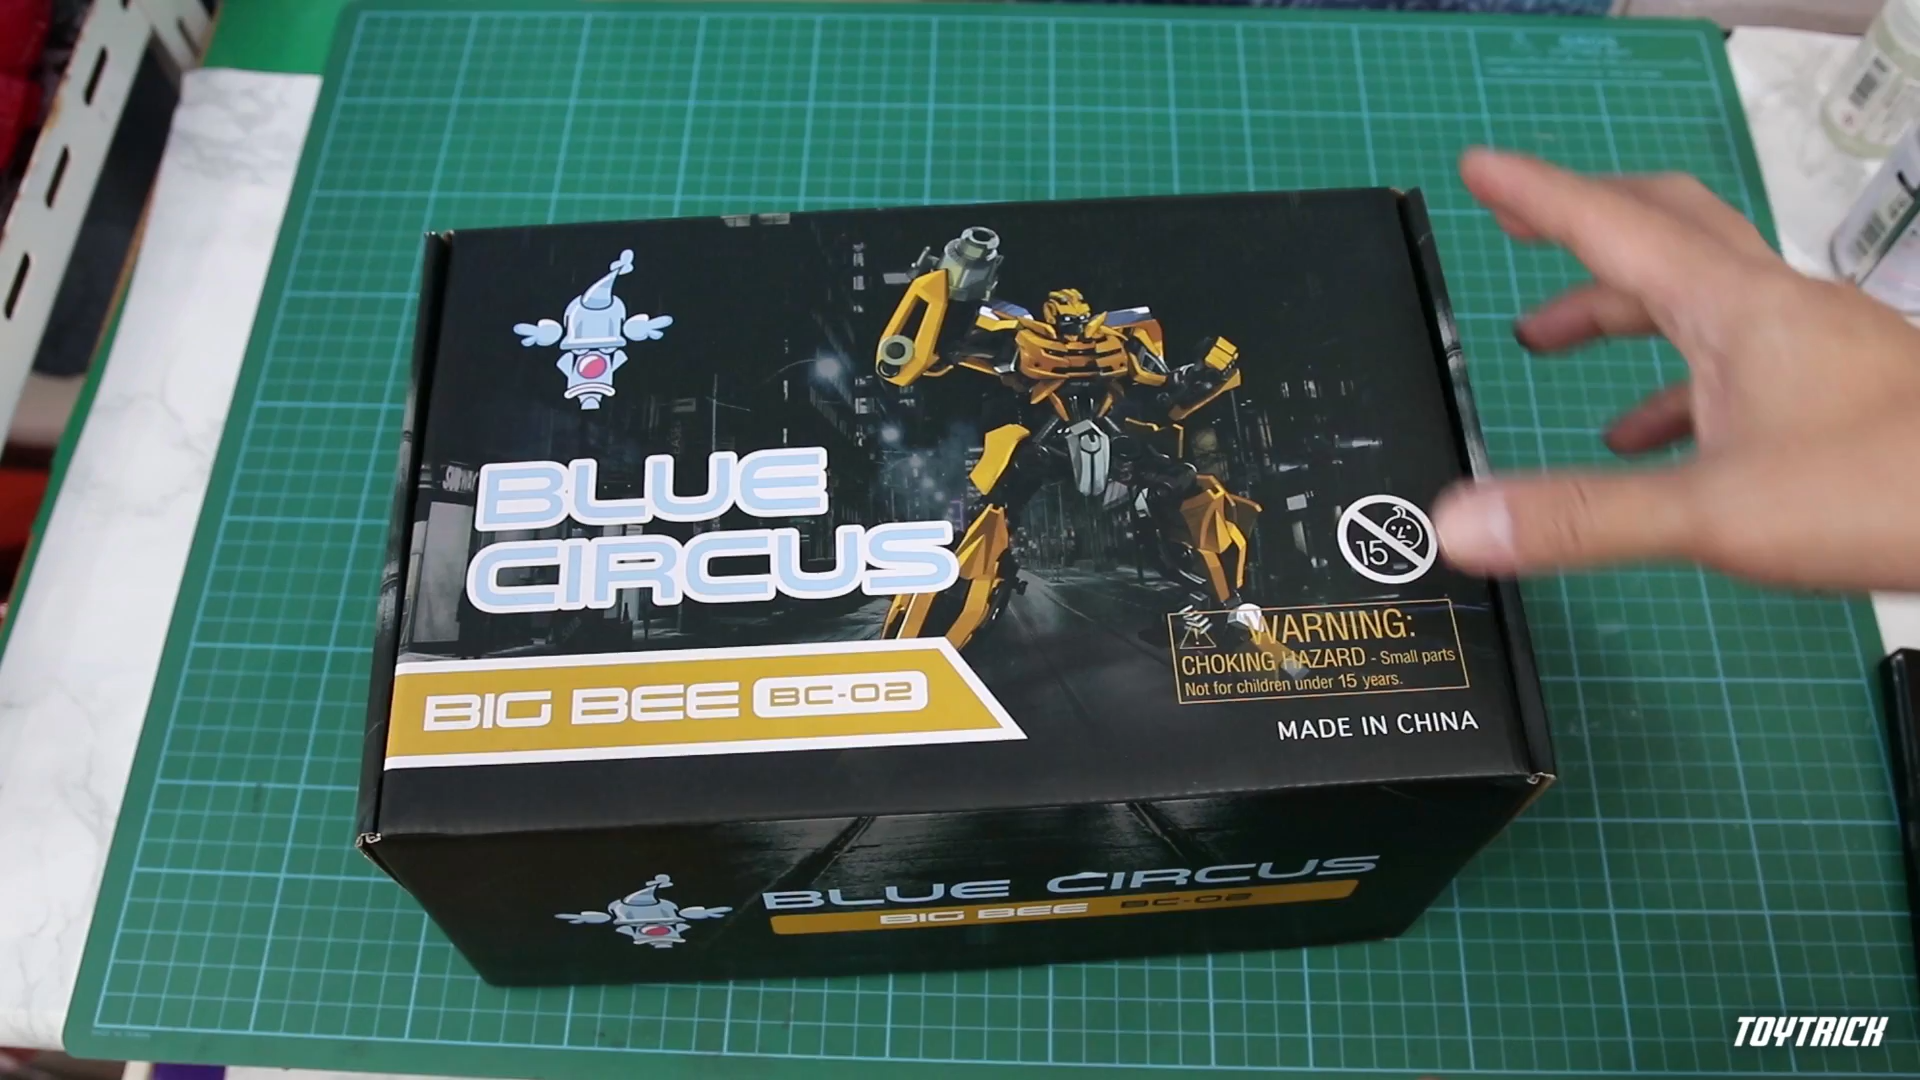 SUBWAY
BLUE
CIRCUS
BIG BEE BC-02
15
WARNING:
CHOKING HAZARD - Small parts
Not for children under 15 years.
MADE IN CHINA
BLUE CIRCUS
BIG BEE BC-02
TOYTRICK